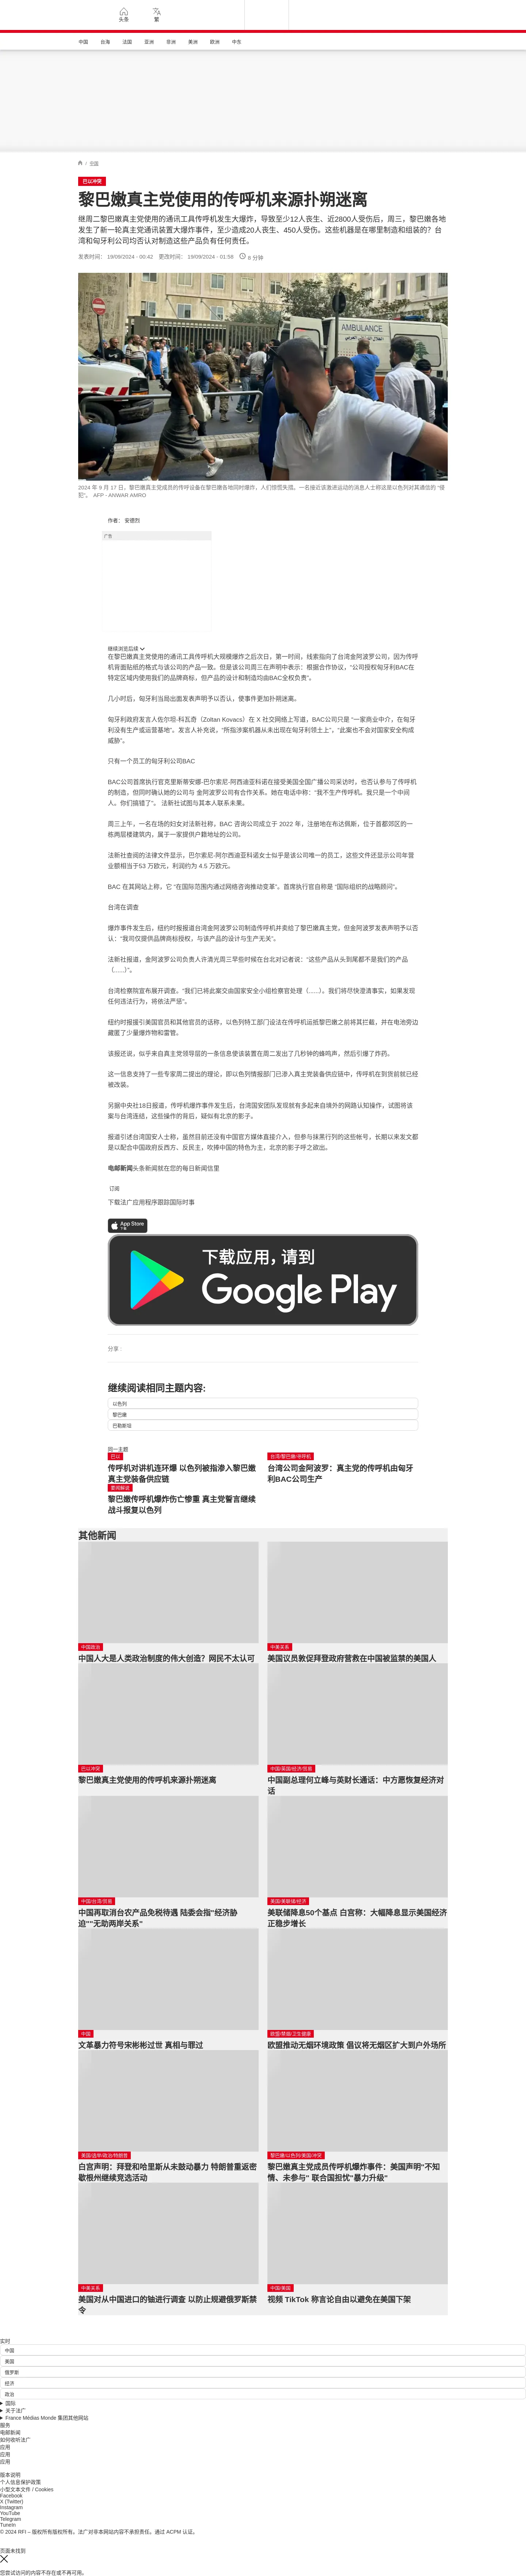 头条
繁
中国
台海
法国
亚洲
非洲
美洲
欧洲
中东
/ 中国
巴以冲突
黎巴嫩真主党使用的传呼机来源扑朔迷离
继周二黎巴嫩真主党使用的通讯工具传呼机发生大爆炸，导致至少12人丧生、近2800人受伤后，周三，黎巴嫩各地
发生了新一轮真主党通讯装置大爆炸事件，至少造成20人丧生、450人受伤。这些机器是在哪里制造和组装的？台
湾和匈牙利公司均否认对制造这些产品负有任何责任。
发表时间： 19/09/2024 - 00:42 更改时间： 19/09/2024 - 01:58 8 分钟
AMBULANCE
2024 年 9 月 17 日，黎巴嫩真主党成员的传呼设备在黎巴嫩各地同时爆炸，人们惊慌失措。一名接近该激进运动的消息人士称这是以色列对其通信的 "侵
犯"。 AFP - ANWAR AMRO
作者： 安德烈
广告
继续浏览后续
在黎巴嫩真主党使用的通讯工具传呼机大规模爆炸之后次日，第一时间，线索指向了台湾金阿波罗公司，因为传呼
机背面贴纸的格式与该公司的产品一致。但是该公司周三在声明中表示：根据合作协议，“公司授权匈牙利BAC在
特定区域内使用我们的品牌商标，但产品的设计和制造均由BAC全权负责”。
几小时后，匈牙利当局出面发表声明予以否认，使事件更加扑朔迷离。
匈牙利政府发言人佐尔坦-科瓦奇（Zoltan Kovacs）在 X 社交网络上写道，BAC公司只是 “一家商业中介，在匈牙
利没有生产或运营基地”。发言人补充说，“所指涉案机器从未出现在匈牙利领土上”，“此案也不会对国家安全构成
威胁”。
只有一个员工的匈牙利公司BAC
BAC公司首席执行官克里斯蒂安娜-巴尔索尼-阿西迪亚科诺在接受美国全国广播公司采访时，也否认参与了传呼机
的制造，但同时确认她的公司与 金阿波罗公司有合作关系。她在电话中称：“我不生产传呼机。我只是一个中间
人。你们搞错了”。 法新社试图与其本人联系未果。
周三上午，一名在场的妇女对法新社称，BAC 咨询公司成立于 2022 年，注册地在布达佩斯，位于首都郊区的一
栋两层楼建筑内，属于一家提供户籍地址的公司。
法新社查阅的法律文件显示，巴尔索尼-阿尔西迪亚科诺女士似乎是该公司唯一的员工，这些文件还显示公司年营
业额相当于53 万欧元，利润约为 4.5 万欧元。
BAC 在其网站上称，它 “在国际范围内通过网络咨询推动变革”。首席执行官自称是 “国际组织的战略顾问”。
台湾在调查
爆炸事件发生后，纽约时报报道台湾金阿波罗公司制造传呼机并卖给了黎巴嫩真主党，但金阿波罗发表声明予以否
认：“我司仅提供品牌商标授权，与该产品的设计与生产无关”。
法新社报道，金阿波罗公司负责人许清光周三早些时候在台北对记者说：“这些产品从头到尾都不是我们的产品
（......）”。
台湾检察院宣布展开调查。“我们已将此案交由国家安全小组检察官处理（......）。我们将尽快澄清事实，如果发现
任何违法行为，将依法严惩”。
纽约时报援引美国官员和其他官员的话称，以色列特工部门设法在传呼机运抵黎巴嫩之前将其拦截，并在电池旁边
藏匿了少量爆炸物和雷管。
该报还说，似乎来自真主党领导层的一条信息使该装置在周二发出了几秒钟的蜂鸣声，然后引爆了炸药。
这一信息支持了一些专家周二提出的理论，即以色列情报部门已渗入真主党装备供应链中，传呼机在到货前就已经
被改装。
另据中央社18日报道，传呼机爆炸事件发生后，台湾国安团队发现就有多起来自境外的网路认知操作，试图将该
案与台湾连结，这些操作的背后，疑似有北京的影子。
报道引述台湾国安人士称，虽然目前还没有中国官方媒体直接介入，但参与抹黑行列的这些帐号，长期以来发文都
是以配合中国政府反西方、反民主，吹捧中国的特色为主，北京的影子呼之欲出。
电邮新闻头条新闻就在您的每日新闻信里
订阅
下载法广应用程序跟踪国际时事
App Store
下载
下载应用，请到
Google Play
分享 :
继续阅读相同主题内容:
以色列
黎巴嫩
巴勒斯坦
同一主题
巴以
传呼机对讲机连环爆 以色列被指渗入黎巴嫩
真主党装备供应链
台湾/黎巴嫩/寻呼机
台湾公司金阿波罗：真主党的传呼机由匈牙
利BAC公司生产
要闻解说
黎巴嫩传呼机爆炸伤亡惨重 真主党誓言继续
战斗报复以色列
其他新闻
中国政治
中国人大是人类政治制度的伟大创造？网民不太认可
中美关系
美国议员敦促拜登政府营救在中国被监禁的美国人
巴以冲突
黎巴嫩真主党使用的传呼机来源扑朔迷离
中国/英国/经济/贸易
中国副总理何立峰与英财长通话：中方愿恢复经济对
话
中国/台湾/贸易
中国再取消台农产品免税待遇 陆委会指"经济胁
迫""无助两岸关系"
美国/美联储/经济
美联储降息50个基点 白宫称：大幅降息显示美国经济
正稳步增长
中国
文革暴力符号宋彬彬过世 真相与罪过
欧盟/禁烟/卫生健康
欧盟推动无烟环境政策 倡议将无烟区扩大到户外场所
美国/选举/政治/特朗普
白宫声明：拜登和哈里斯从未鼓动暴力 特朗普重返密
歇根州继续竞选活动
黎巴嫩/以色列/美国/冲突
黎巴嫩真主党成员传呼机爆炸事件：美国声明"不知
情、未参与" 联合国担忧"暴力升级"
中美关系
美国对从中国进口的铀进行调查 以防止规避俄罗斯禁
令
中国/美国
视频 TikTok 称言论自由以避免在美国下架
实时
中国
美国
俄罗斯
经济
政治
国际
关于法广
France Médias Monde 集团其他网站
服务
电邮新闻
如何收听法广
应用
应用
应用
版本说明
个人信息保护政策
小型文本文件 / Cookies
Facebook
X (Twitter)
Instagram
YouTube
Telegram
TuneIn
© 2024 RFI – 版权所有版权所有。法广对非本网站内容不承担责任。通过 ACPM 认证。
页面未找到
您尝试访问的内容不存在或不再可用。